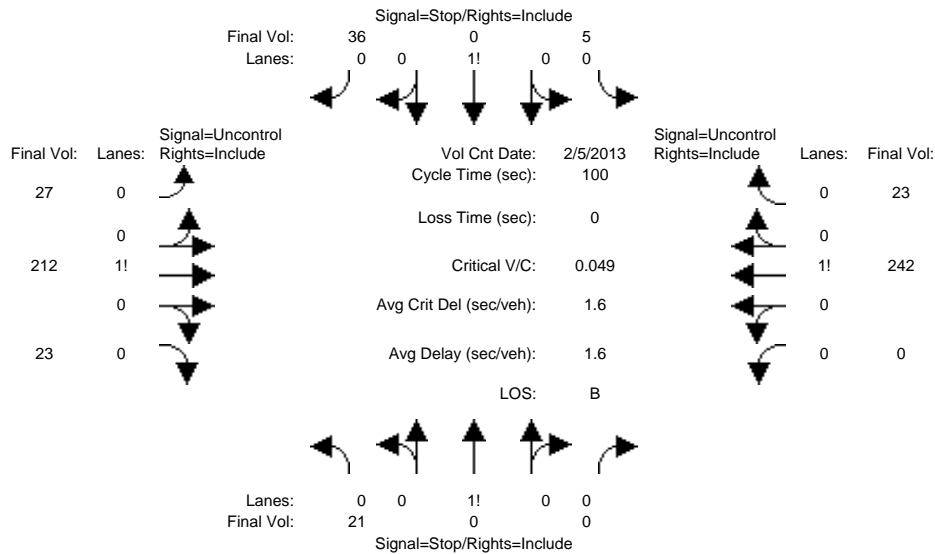 Signal=Stop/Rights=Include
Final Vol: 36 0 5
Lanes: 0 0 1! 0 0
Signal=Uncontrol
Final Vol: Lanes: Rights=Include
Vol Cnt Date: 2/5/2013
Signal=Uncontrol
Rights=Include Lanes: Final Vol:
Cycle Time (sec): 100
27 0
0 23
Loss Time (sec): 0
0
0
212 1!
Critical V/C: 0.049
1! 242
0
Avg Crit Del (sec/veh): 1.6
0
23 0
Avg Delay (sec/veh): 1.6
0 0
LOS: B
Lanes: 0 0 1! 0 0
Final Vol: 21 0 0
Signal=Stop/Rights=Include